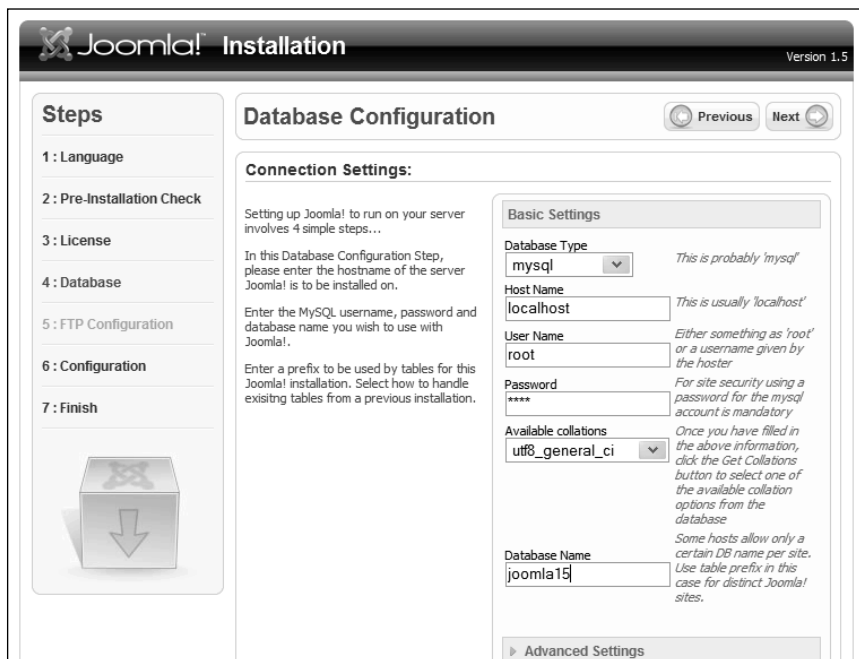 Joomla!™ Installation
Version 1.5
Steps
1 : Language
2 : Pre-Installation Check
3 : License
4 : Database
5 : FTP Configuration
6 : Configuration
7 : Finish
Database Configuration
Previous
Next
Connection Settings:
Setting up Joomla! to run on your server
involves 4 simple steps...
In this Database Configuration Step,
please enter the hostname of the server
Joomla! is to be installed on.
Enter the MySQL username, password and
database name you wish to use with
Joomla!.
Enter a prefix to be used by tables for this
Joomla! installation. Select how to handle
exisitng tables from a previous installation.
Basic Settings
Database Type
mysql
This is probably 'mysql'
Host Name
localhost
This is usually 'localhost'
User Name
root
Either something as 'root'
or a username given by
the hoster
Password
****
For site security using a
password for the mysql
account is mandatory
Available collations
utf8_general_ci
Once you have filled in
the above information,
click the Get Collations
button to select one of
the available collation
options from the
database
Database Name
joomla15
Some hosts allow only a
certain DB name per site.
Use table prefix in this
case for distinct Joomla!
sites.
Advanced Settings